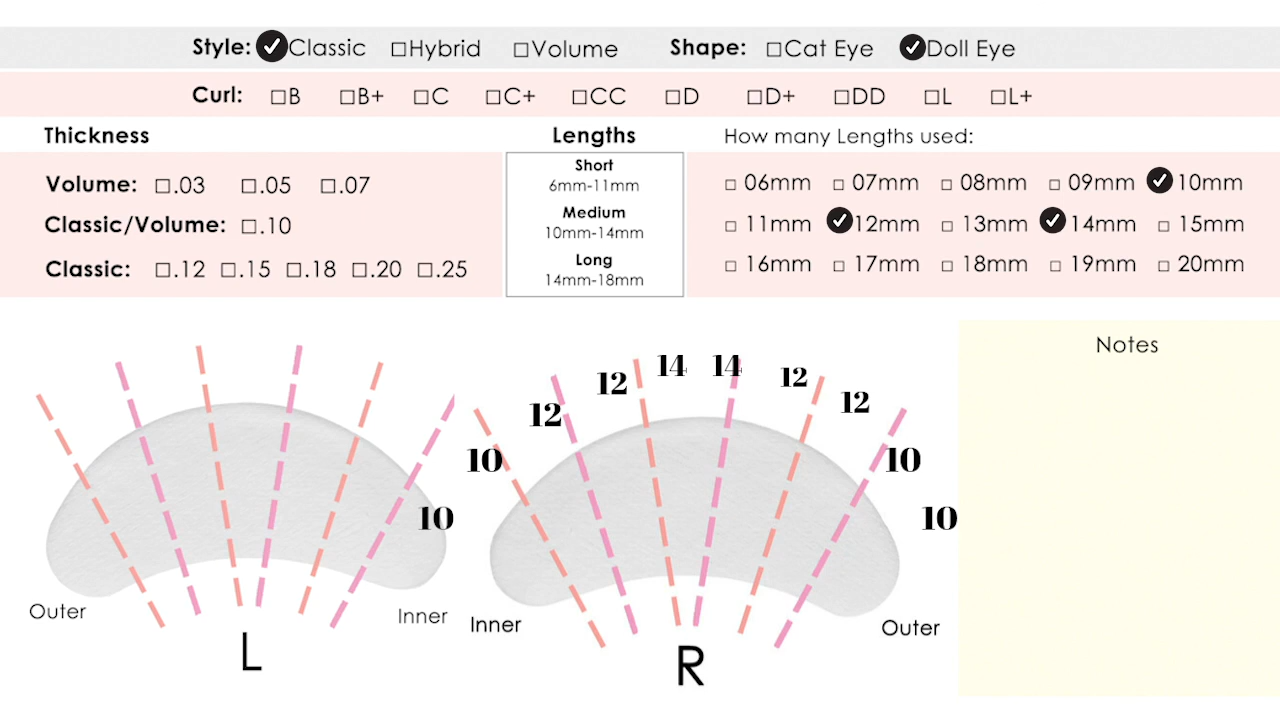 Style: ✓Classic □Hybrid □Volume Shape: □Cat Eye ✓Doll Eye
Curl: □B □B+ □C □C+ □CC □D □D+ □DD □L □L+
Thickness
Volume: □.03 □.05 □.07
Classic/Volume: □.10
Classic: □.12 □.15 □.18 □.20 □.25
Lengths
Short
6mm-11mm
Medium
10mm-14mm
Long
14mm-18mm
How many Lengths used:
□ 06mm □ 07mm □ 08mm □ 09mm ✓10mm
□ 11mm ✓12mm □ 13mm ✓14mm □ 15mm
□ 16mm □ 17mm □ 18mm □ 19mm □ 20mm
10
Outer Inner
L
10 12 12 14 14 12 12 10 10
Inner Outer
R
Notes